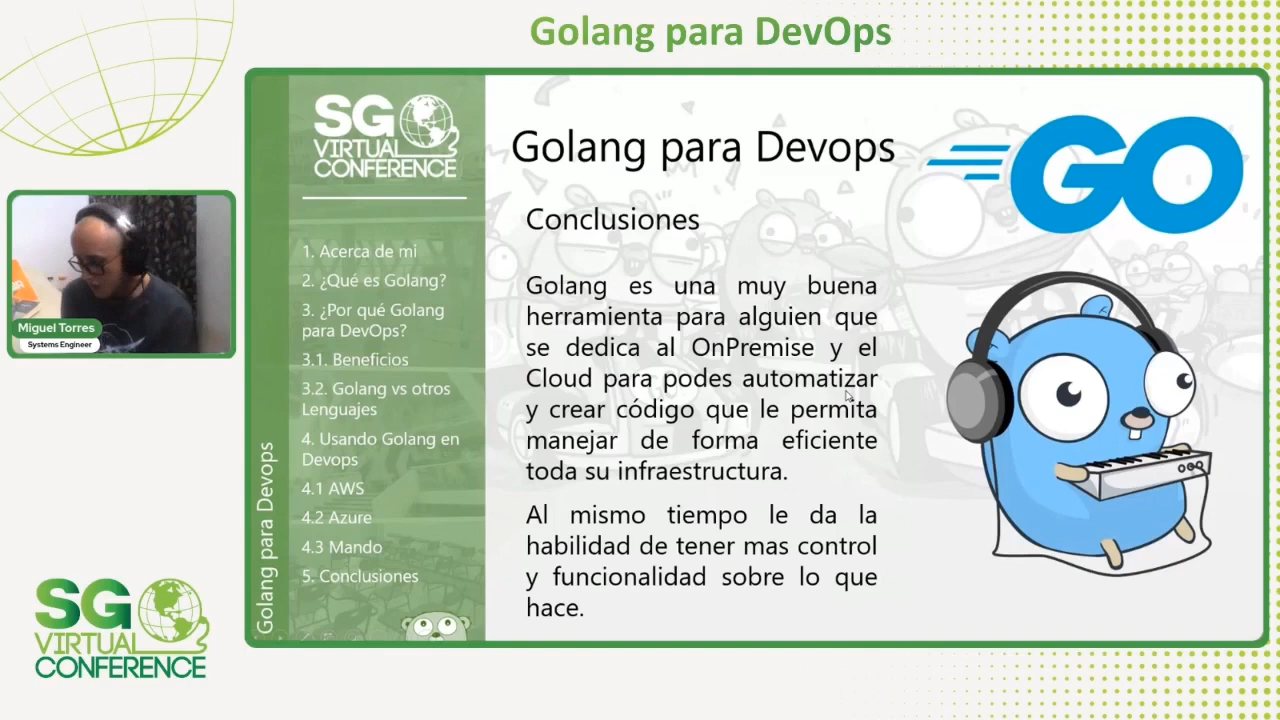 Golang para DevOps
SG
VIRTUAL
CONFERENCE
Golang para Devops
GO
Conclusiones
1. Acerca de mi
2. ¿Qué es Golang?
3. ¿Por qué Golang
para DevOps?
3.1. Beneficios
3.2. Golang vs otros
Lenguajes
4. Usando Golang en
Devops
4.1 AWS
4.2 Azure
4.3 Mando
5. Conclusiones
Golang para Devops
Golang es una muy buena
herramienta para alguien que
se dedica al OnPremise y el
Cloud para podes automatizar
y crear código que le permita
manejar de forma eficiente
toda su infraestructura.
Al mismo tiempo le da la
habilidad de tener mas control
y funcionalidad sobre lo que
hace.
Miguel Torres
Systems Engineer
SG
VIRTUAL
CONFERENCE